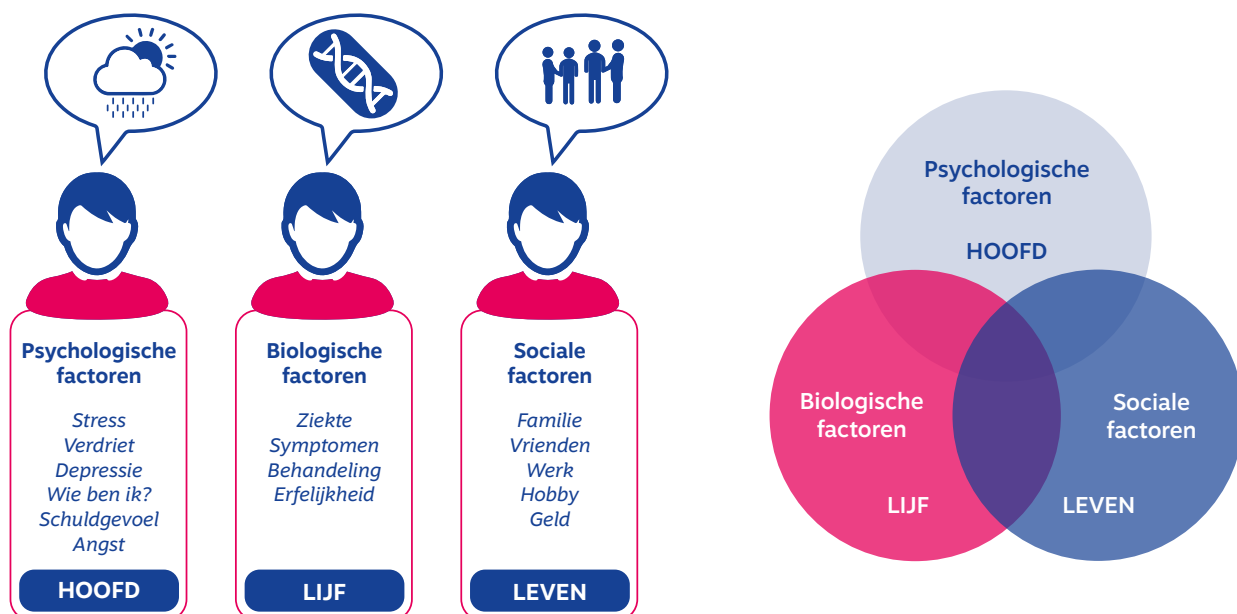 Psychologische
factoren
Stress
Verdriet
Depressie
Wie ben ik?
Schuldgevoel
Angst
HOOFD
Biologische
factoren
Ziekte
Symptomen
Behandeling
Erfelijkheid
LIJF
Sociale
factoren
Familie
Vrienden
Werk
Hobby
Geld
LEVEN
Psychologische
factoren
HOOFD
Biologische
factoren
LIJF
Sociale
factoren
LEVEN